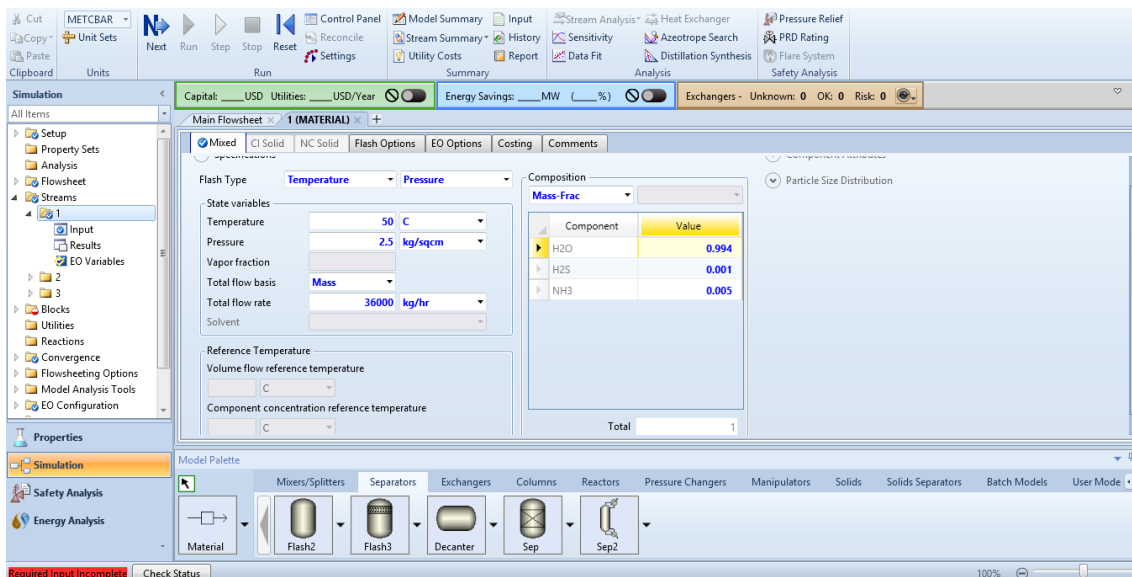 Cut
METCBAR
Copy
Unit Sets
Paste
Clipboard
Units
Next
Run
Step
Stop
Reset
Control Panel
Reconcile
Settings
Run
Model Summary
Input
Stream Summary
History
Utility Costs
Report
Summary
Stream Analysis
Heat Exchanger
Sensitivity
Azeotrope Search
Data Fit
Distillation Synthesis
Analysis
Pressure Relief
PRD Rating
Flare System
Safety Analysis
Simulation
Capital: ____USD Utilities: ____USD/Year
Energy Savings: ____MW (____%)
Exchangers - Unknown: 0 OK: 0 Risk: 0
All Items
Main Flowsheet
1 (MATERIAL)
Setup
Property Sets
Analysis
Flowsheet
Streams
1
Input
Results
EO Variables
2
3
Blocks
Utilities
Reactions
Convergence
Flowsheeting Options
Model Analysis Tools
EO Configuration
Properties
Simulation
Safety Analysis
Energy Analysis
Mixed
CI Solid
NC Solid
Flash Options
EO Options
Costing
Comments
Specifications
Flash Type Temperature Pressure
State variables
Temperature 50 C
Pressure 2.5 kg/sqcm
Vapor fraction
Total flow basis Mass
Total flow rate 36000 kg/hr
Solvent
Reference Temperature
Volume flow reference temperature
C
Component concentration reference temperature
C
Composition
Mass-Frac
Component Value
H2O 0.994
H2S 0.001
NH3 0.005
Total 1
Component Attributes
Particle Size Distribution
Model Palette
Mixers/Splitters
Separators
Exchangers
Columns
Reactors
Pressure Changers
Manipulators
Solids
Solids Separators
Batch Models
User Mode
Material
Flash2
Flash3
Decanter
Sep
Sep2
Required Input Incomplete
Check Status
100%